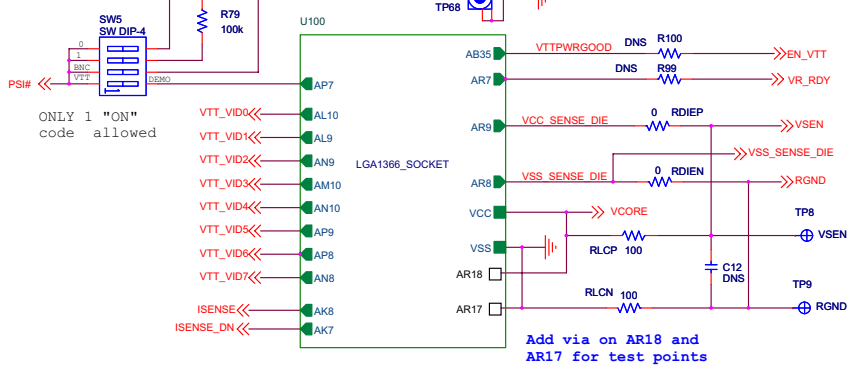 TP68
R79
100k
SW5
SW DIP-4
0
1
BNC
VTT
DEMO
PSI#
ONLY 1 "ON"
code allowed
U100
LGA1366_SOCKET
AP7
VTT_VID0
AL10
VTT_VID1
AL9
VTT_VID2
AN9
VTT_VID3
AM10
VTT_VID4
AN10
VTT_VID5
AP9
VTT_VID6
AP8
VTT_VID7
AN8
ISENSE
AK8
ISENSE_DN
AK7
AB35
VTTPWRGOOD
DNS
R100
EN_VTT
AR7
DNS
R99
VR_RDY
AR9
VCC_SENSE_DIE
0
RDIEP
VSEN
VSS_SENSE_DIE
AR8
VSS_SENSE_DIE
0
RDIEN
RGND
VCC
VCORE
TP8
VSEN
VSS
RLCP
100
AR18
C12
DNS
AR17
RLCN
100
TP9
RGND
Add via on AR18 and
AR17 for test points